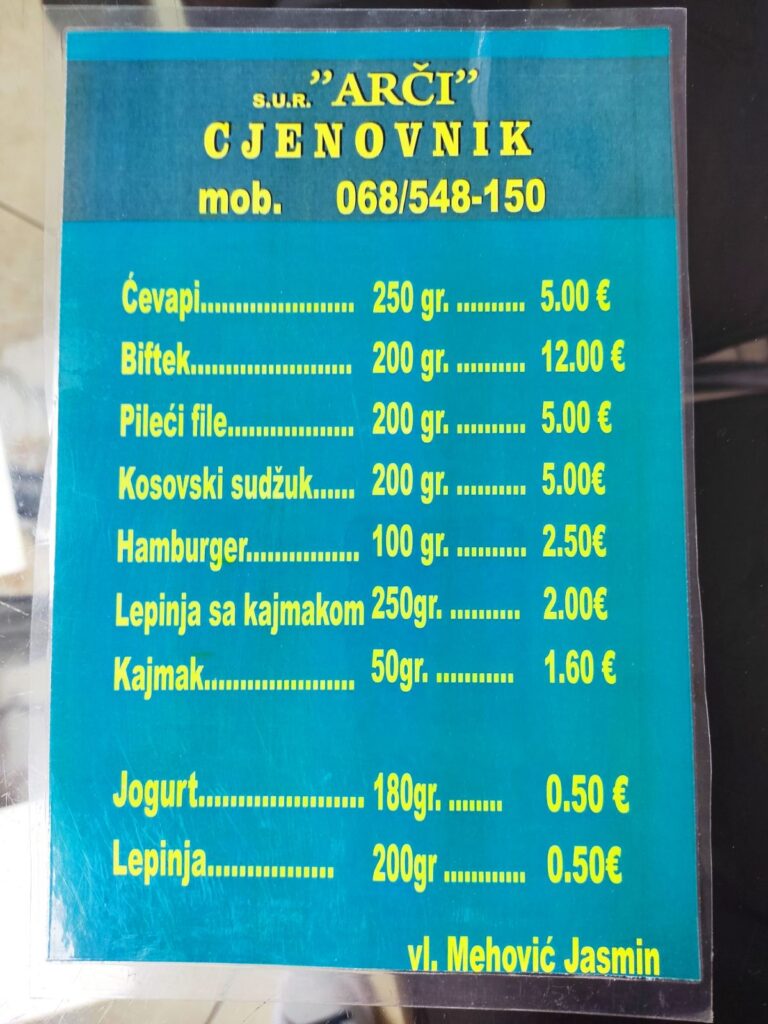 S.U.R. "ARČI"
CJENOVNIK
mob. 068/548-150
Ćevapi...................... 250 gr. .......... 5.00 €
Biftek....................... 200 gr. .......... 12.00 €
Pileći file.................. 200 gr. .......... 5.00 €
Kosovski sudžuk...... 200 gr. .......... 5.00€
Hamburger................ 100 gr. .......... 2.50€
Lepinja sa kajmakom 250gr. .......... 2.00€
Kajmak...................... 50gr. ........... 1.60 €
Jogurt..................... 180gr. ........ 0.50 €
Lepinja................ 200gr ............ 0.50€
vl. Mehović Jasmin